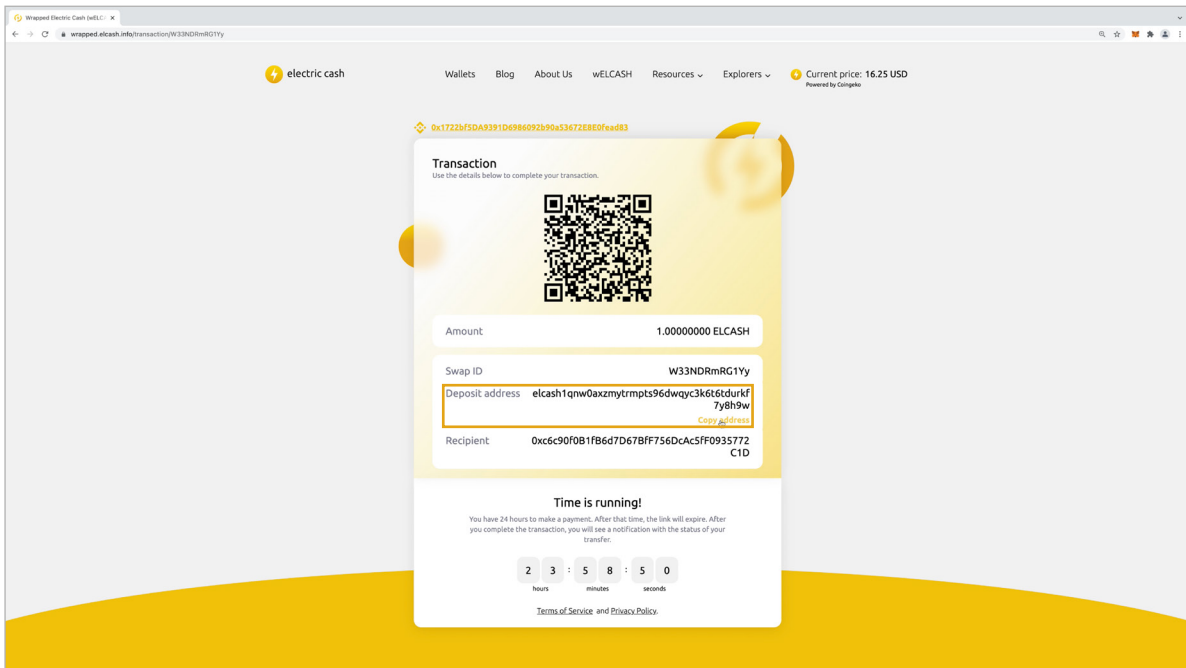 Wrapped Electric Cash (wELC
wrapped.elcash.info/transaction/W33NDRmRG1Yy
electric cash
Wallets Blog About Us wELCASH Resources Explorers Current price: 16.25 USD
Powered by Coingeko
0x1722bf5DA9391D6986092b90a53672E8E0fead83
Transaction
Use the details below to complete your transaction.
Amount 1.00000000 ELCASH
Swap ID W33NDRmRG1Yy
Deposit address elcash1qnw0axzmytrmpts96dwqyc3k6t6tdurkf
7y8h9w
Copy address
Recipient 0xc6c90f0B1fB6d7D67BfF756DcAc5fF0935772
C1D
Time is running!
You have 24 hours to make a payment. After that time, the link will expire. After
you complete the transaction, you will see a notification with the status of your
transfer.
2 3 : 5 8 : 5 0
hours minutes seconds
Terms of Service and Privacy Policy.